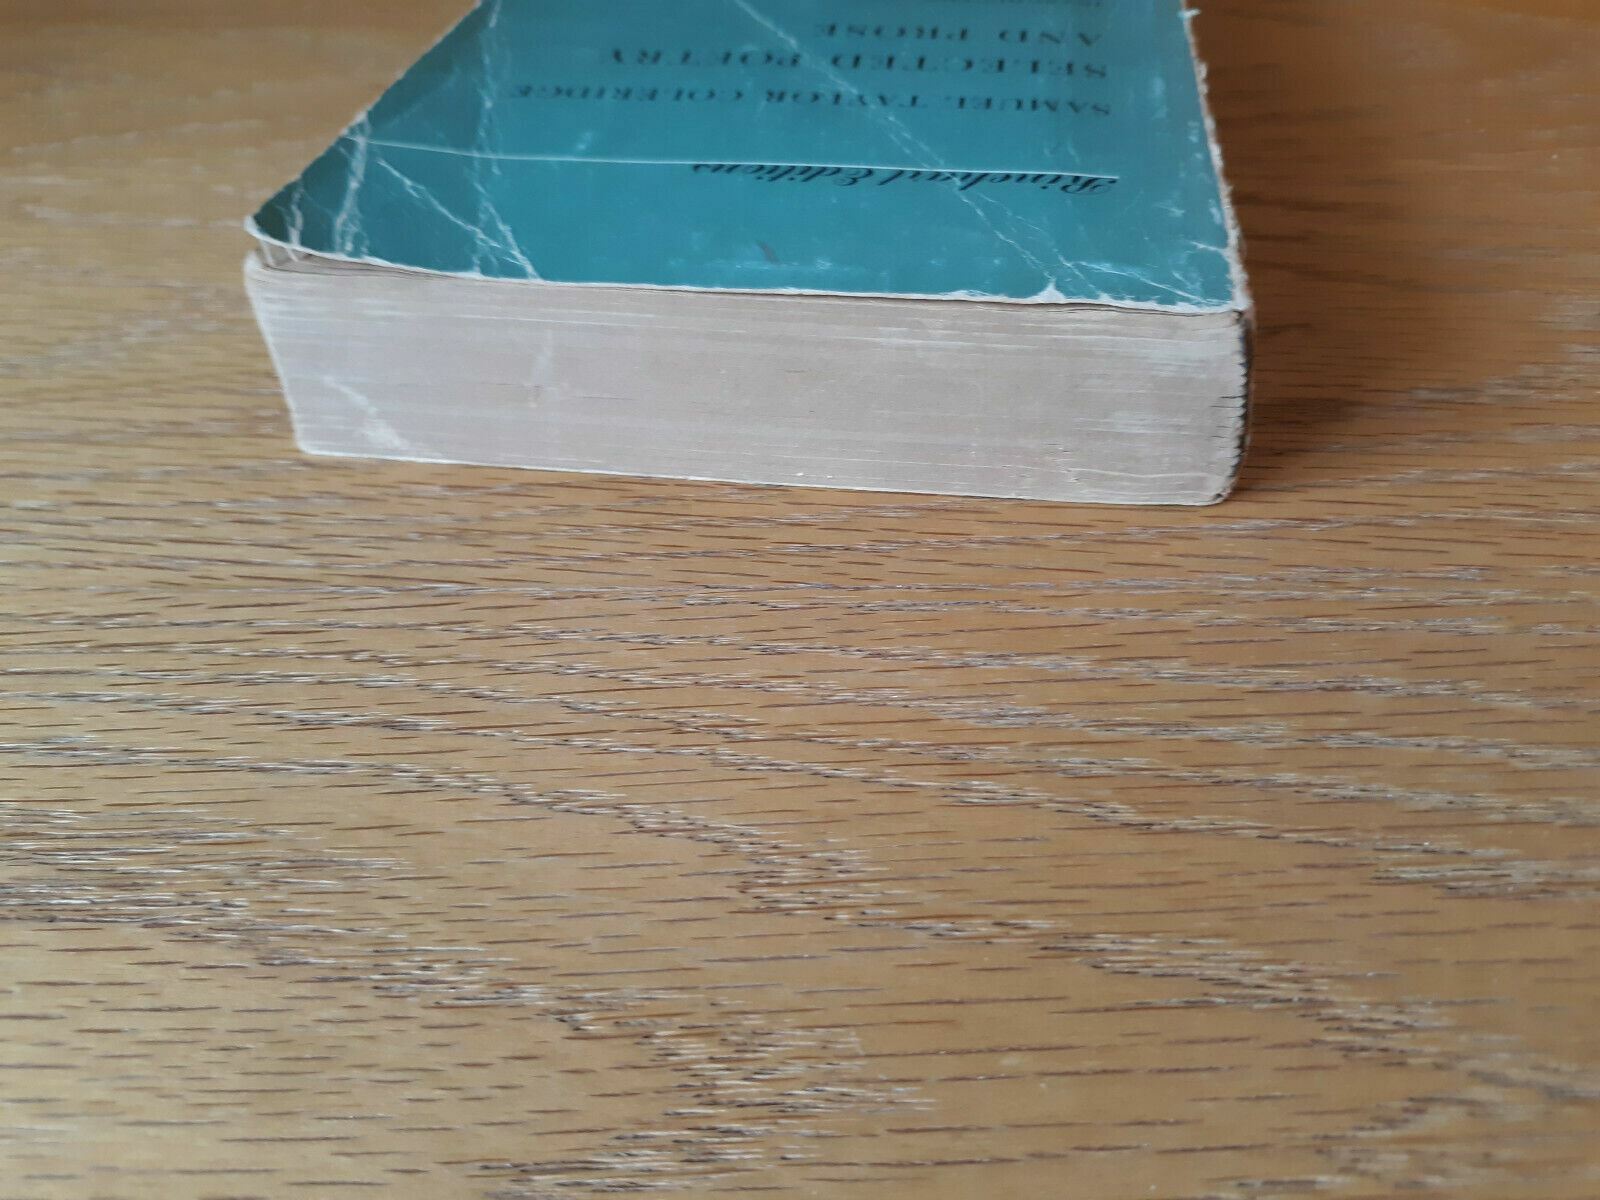 Rinehart Editions
SAMUEL TAYLOR COLERIDGE
SELECTED POETRY
AND PROSE